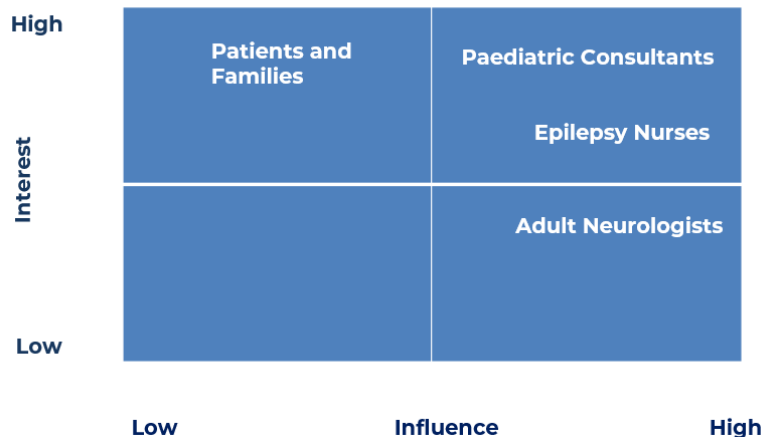 High
Patients and
Families
Paediatric Consultants
Epilepsy Nurses
Interest
Adult Neurologists
Low
Low Influence High